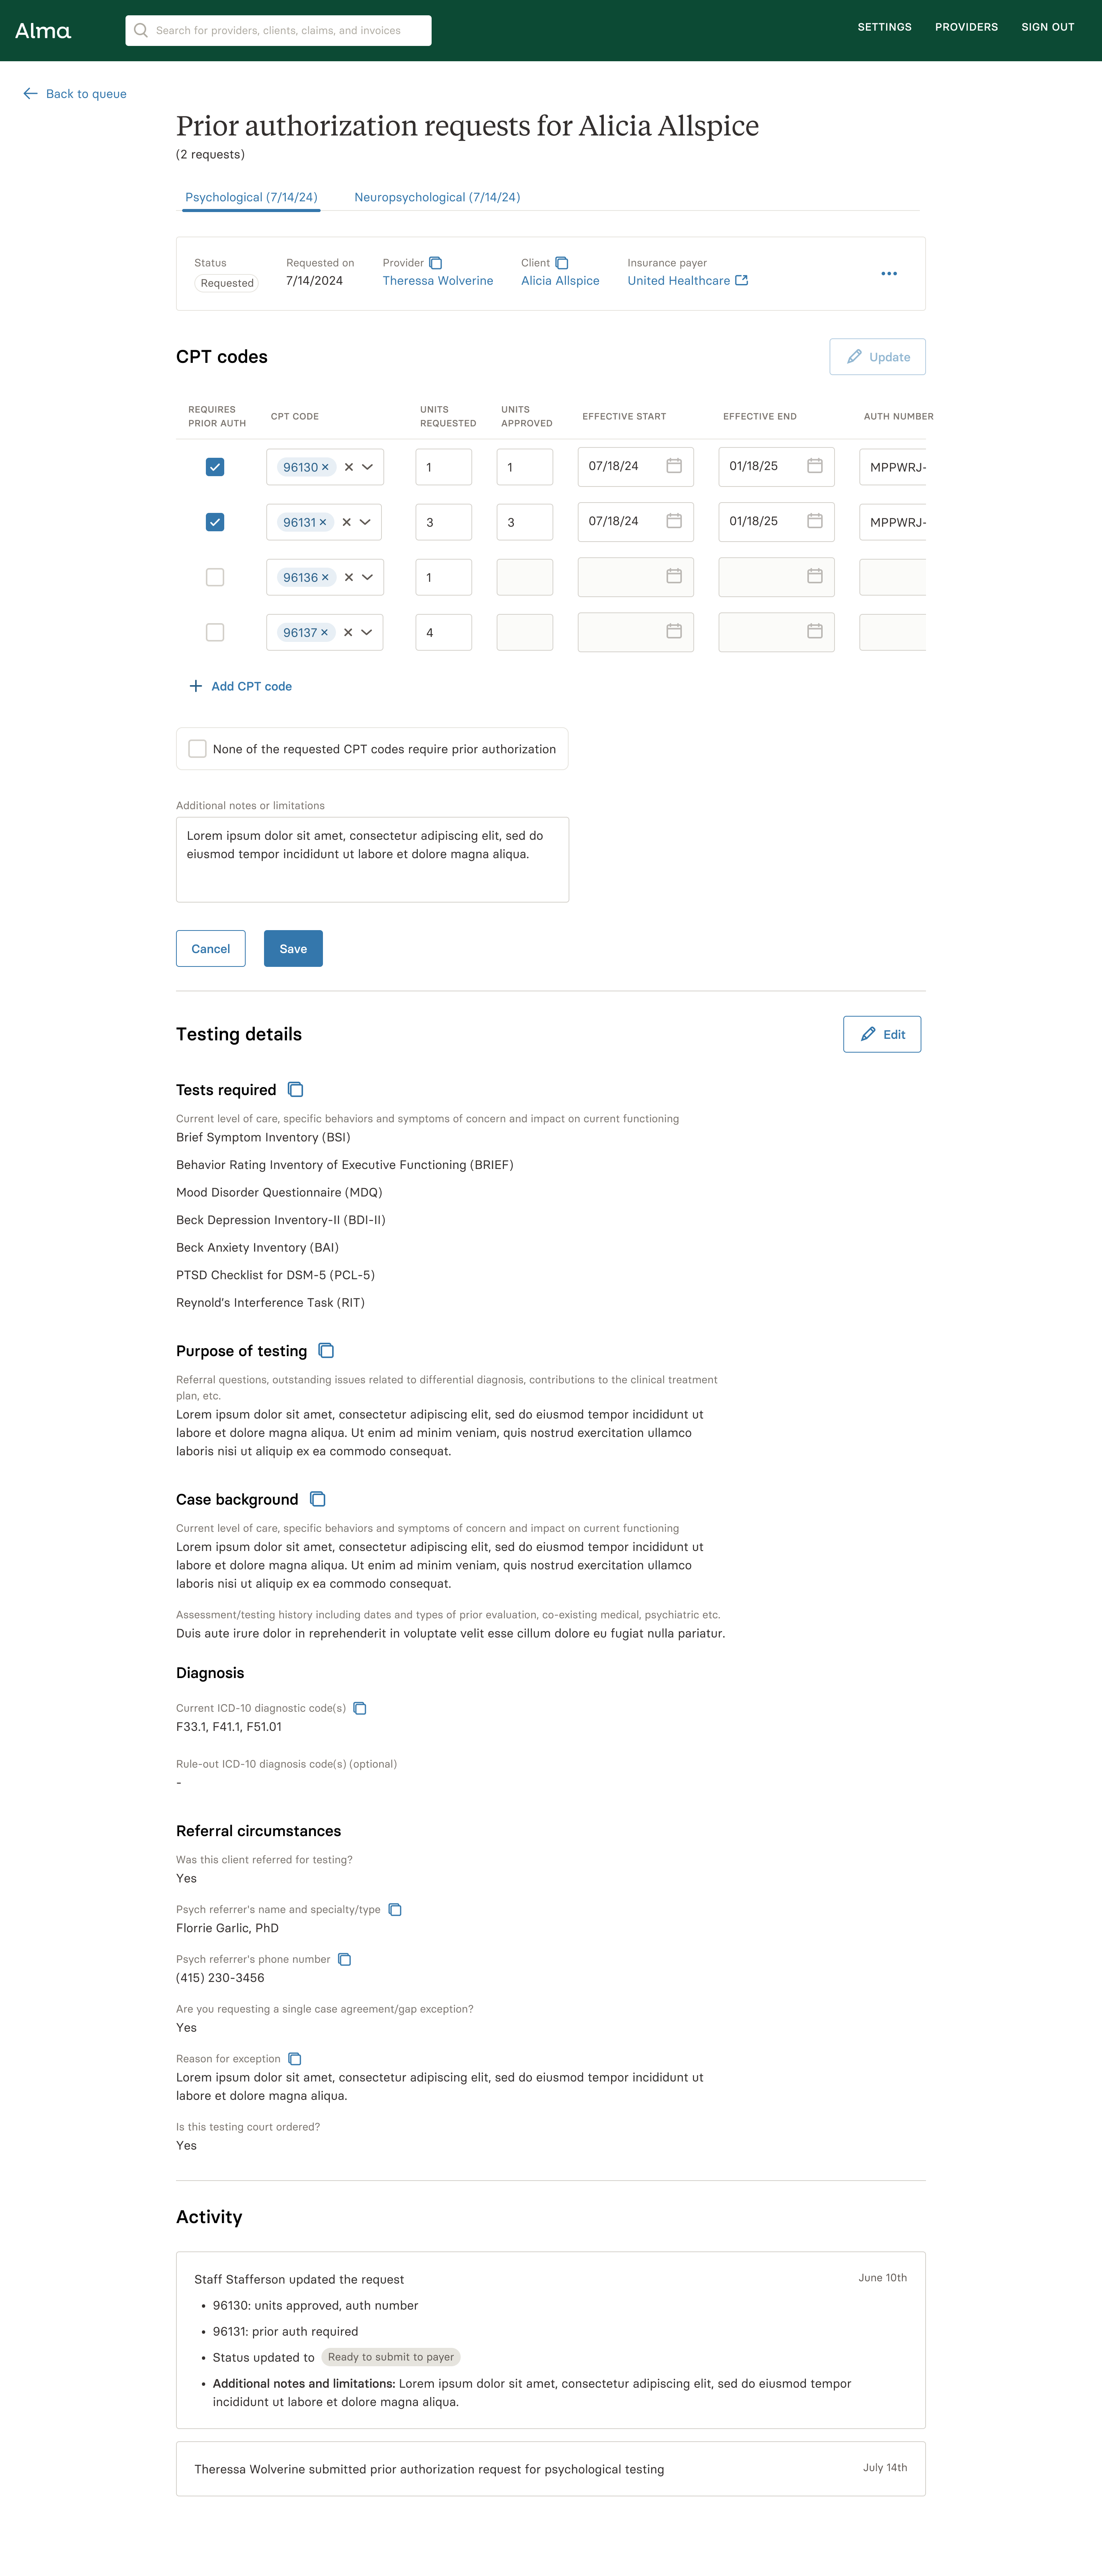 Alma
Search for providers, clients, claims, and invoices
SETTINGS
PROVIDERS
SIGN OUT
Back to queue
Prior authorization requests for Alicia Allspice
(2 requests)
Psychological (7/14/24)
Neuropsychological (7/14/24)
Status
Requested
Requested on
7/14/2024
Provider
Theressa Wolverine
Client
Alicia Allspice
Insurance payer
United Healthcare
CPT codes
Update
REQUIRES
PRIOR AUTH
CPT CODE
UNITS
REQUESTED
UNITS
APPROVED
EFFECTIVE START
EFFECTIVE END
AUTH NUMBER
96130 1 1 07/18/24 01/18/25 MPPWRJ-
96131 3 3 07/18/24 01/18/25 MPPWRJ-
96136 1
96137 4
Add CPT code
None of the requested CPT codes require prior authorization
Additional notes or limitations
Lorem ipsum dolor sit amet, consectetur adipiscing elit, sed do
eiusmod tempor incididunt ut labore et dolore magna aliqua.
Cancel
Save
Testing details
Edit
Tests required
Current level of care, specific behaviors and symptoms of concern and impact on current functioning
Brief Symptom Inventory (BSI)
Behavior Rating Inventory of Executive Functioning (BRIEF)
Mood Disorder Questionnaire (MDQ)
Beck Depression Inventory-II (BDI-II)
Beck Anxiety Inventory (BAI)
PTSD Checklist for DSM-5 (PCL-5)
Reynold's Interference Task (RIT)
Purpose of testing
Referral questions, outstanding issues related to differential diagnosis, contributions to the clinical treatment
plan, etc.
Lorem ipsum dolor sit amet, consectetur adipiscing elit, sed do eiusmod tempor incididunt ut
labore et dolore magna aliqua. Ut enim ad minim veniam, quis nostrud exercitation ullamco
laboris nisi ut aliquip ex ea commodo consequat.
Case background
Current level of care, specific behaviors and symptoms of concern and impact on current functioning
Lorem ipsum dolor sit amet, consectetur adipiscing elit, sed do eiusmod tempor incididunt ut
labore et dolore magna aliqua. Ut enim ad minim veniam, quis nostrud exercitation ullamco
laboris nisi ut aliquip ex ea commodo consequat.
Assessment/testing history including dates and types of prior evaluation, co-existing medical, psychiatric etc.
Duis aute irure dolor in reprehenderit in voluptate velit esse cillum dolore eu fugiat nulla pariatur.
Diagnosis
Current ICD-10 diagnostic code(s)
F33.1, F41.1, F51.01
Rule-out ICD-10 diagnosis code(s) (optional)
-
Referral circumstances
Was this client referred for testing?
Yes
Psych referrer's name and specialty/type
Florrie Garlic, PhD
Psych referrer's phone number
(415) 230-3456
Are you requesting a single case agreement/gap exception?
Yes
Reason for exception
Lorem ipsum dolor sit amet, consectetur adipiscing elit, sed do eiusmod tempor incididunt ut
labore et dolore magna aliqua.
Is this testing court ordered?
Yes
Activity
Staff Stafferson updated the request
June 10th
• 96130: units approved, auth number
• 96131: prior auth required
• Status updated to Ready to submit to payer
• Additional notes and limitations: Lorem ipsum dolor sit amet, consectetur adipiscing elit, sed do eiusmod tempor
incididunt ut labore et dolore magna aliqua.
Theressa Wolverine submitted prior authorization request for psychological testing
July 14th